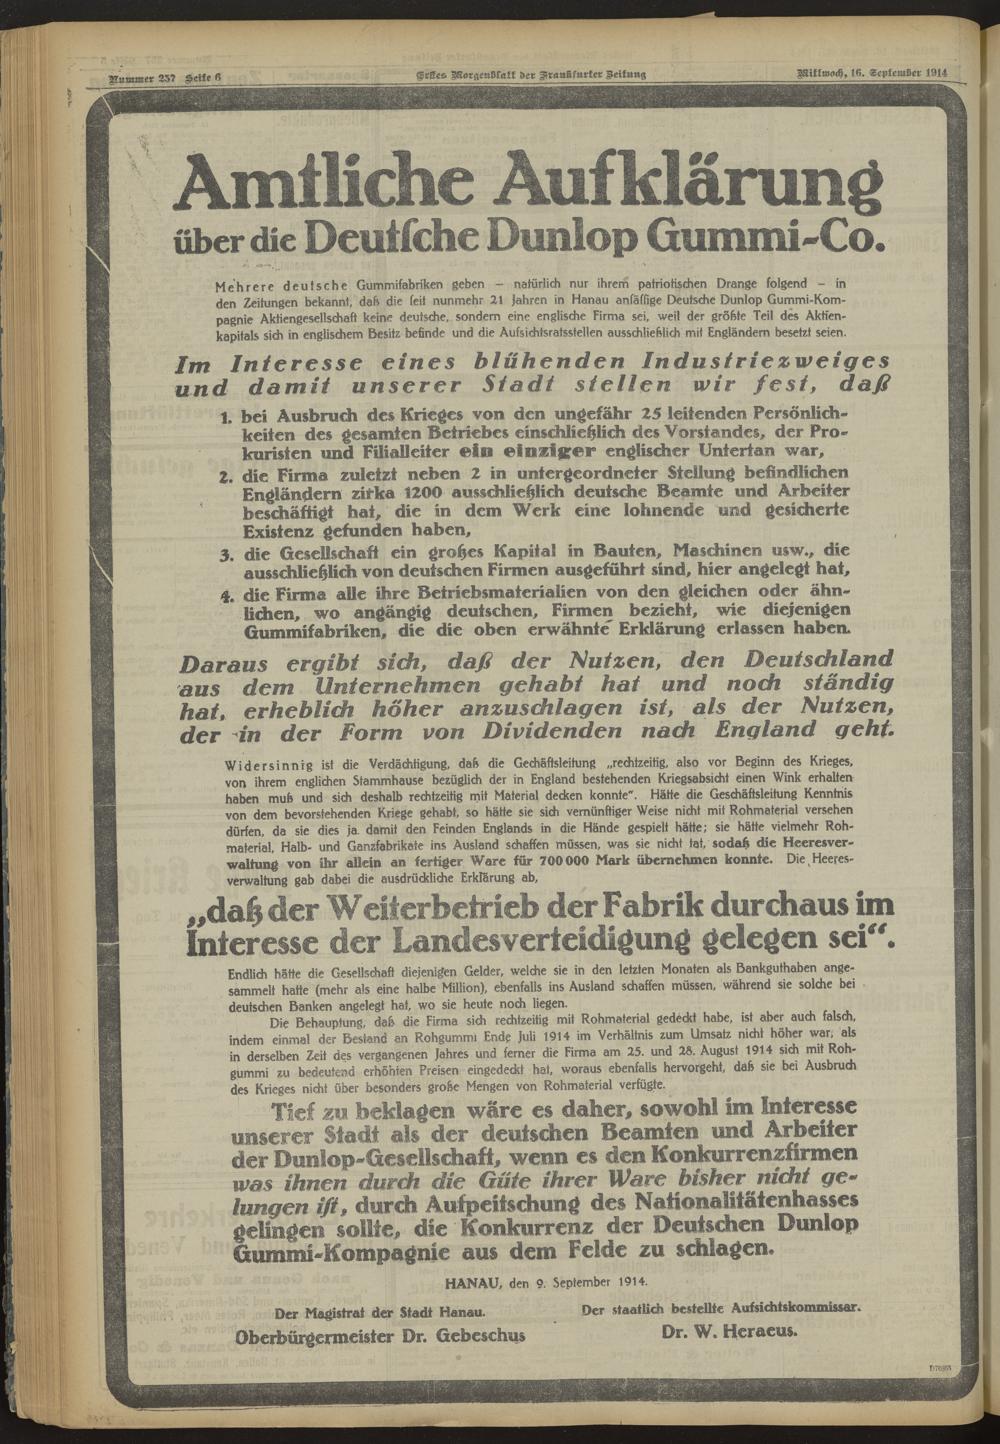 Nummer 257 Seite 6
Erstes Morgenblatt der Frankfurter Zeitung
Mittwoch, 16. September 1914
Amtliche Aufklärung
über die Deutſche Dunlop Gummi-Co.
Mehrere deutsche Gummifabriken geben – natürlich nur ihrem patriotischen Drange folgend – in
den Zeitungen bekannt, daß die ſeit nunmehr 21 Jahren in Hanau anſäſſige Deutsche Dunlop Gummi-Kom-
pagnie Aktiengesellschaft keine deutsche, sondern eine englische Firma sei, weil der größte Teil des Aktien-
kapitals sich in englischem Besitz befinde und die Aufsichtsratsstellen ausschließlich mit Engländern besetzt seien.
Im Interesse eines blühenden Industriezweiges
und damit unserer Stadt stellen wir fest, daß
1. bei Ausbruch des Krieges von den ungefähr 25 leitenden Persönlich-
keiten des gesamten Betriebes einschließlich des Vorstandes, der Pro-
kuristen und Filialleiter ein einziger englischer Untertan war,
2. die Firma zuletzt neben 2 in untergeordneter Stellung befindlichen
Engländern zirka 1200 ausschließlich deutsche Beamte und Arbeiter
beschäftigt hat, die in dem Werk eine lohnende und gesicherte
Existenz gefunden haben,
3. die Gesellschaft ein großes Kapital in Bauten, Maschinen usw., die
ausschließlich von deutschen Firmen ausgeführt sind, hier angelegt hat,
4. die Firma alle ihre Betriebsmaterialien von den gleichen oder ähn-
lichen, wo angängig deutschen, Firmen bezieht, wie diejenigen
Gummifabriken, die die oben erwähnte Erklärung erlassen haben.
Daraus ergibt sich, daß der Nutzen, den Deutschland
aus dem Unternehmen gehabt hat und noch ständig
hat, erheblich höher anzuschlagen ist, als der Nutzen,
der in der Form von Dividenden nach England geht.
Widersinnig ist die Verdächtigung, daß die Gechäftsleitung „rechtzeitig, also vor Beginn des Krieges,
von ihrem englichen Stammhause bezüglich der in England bestehenden Kriegsabsicht einen Wink erhalten
haben muß und sich deshalb rechtzeitig mit Material decken konnte“. Hätte die Geschäftsleitung Kenntnis
von dem bevorstehenden Kriege gehabt, so hätte sie sich vernünftiger Weise nicht mit Rohmaterial versehen
dürfen, da sie dies ja damit den Feinden Englands in die Hände gespielt hätte; sie hätte vielmehr Roh-
material, Halb- und Ganzfabrikate ins Ausland schaffen müssen, was sie nicht tat, sodaß die Heeresver-
waltung von ihr allein an fertiger Ware für 700 000 Mark übernehmen konnte. Die Heeres-
verwaltung gab dabei die ausdrückliche Erklärung ab,
„daß der Weiterbetrieb der Fabrik durchaus im
Interesse der Landesverteidigung gelegen sei“.
Endlich hätte die Gesellschaft diejenigen Gelder, welche sie in den letzten Monaten als Bankguthaben ange-
sammelt hatte (mehr als eine halbe Million), ebenfalls ins Ausland schaffen müssen, während sie solche bei
deutschen Banken angelegt hat, wo sie heute noch liegen.
Die Behauptung, daß die Firma sich rechtzeitig mit Rohmaterial gedeckt habe, ist aber auch falsch,
indem einmal der Bestand an Rohgummi Ende Juli 1914 im Verhältnis zum Umsatz nicht höher war, als
in derselben Zeit des vergangenen Jahres und ferner die Firma am 25. und 28. August 1914 sich mit Roh-
gummi zu bedeutend erhöhten Preisen eingedeckt hat, woraus ebenfalls hervorgeht, daß sie bei Ausbruch
des Krieges nicht über besonders große Mengen von Rohmaterial verfügte.
Tief zu beklagen wäre es daher, sowohl im Interesse
unserer Stadt als der deutschen Beamten und Arbeiter
der Dunlop-Gesellschaft, wenn es den Konkurrenzfirmen
was ihnen durch die Güte ihrer Ware bisher nicht ge-
lungen iſt, durch Aufpeitschung des Nationalitätenhasses
gelingen sollte, die Konkurrenz der Deutschen Dunlop
Gummi-Kompagnie aus dem Felde zu schlagen.
HANAU, den 9. September 1914.
Der Magistrat der Stadt Hanau.
Oberbürgermeister Dr. Gebeschus
Der staatlich bestellte Aufsichtskommissar.
Dr. W. Heraeus.